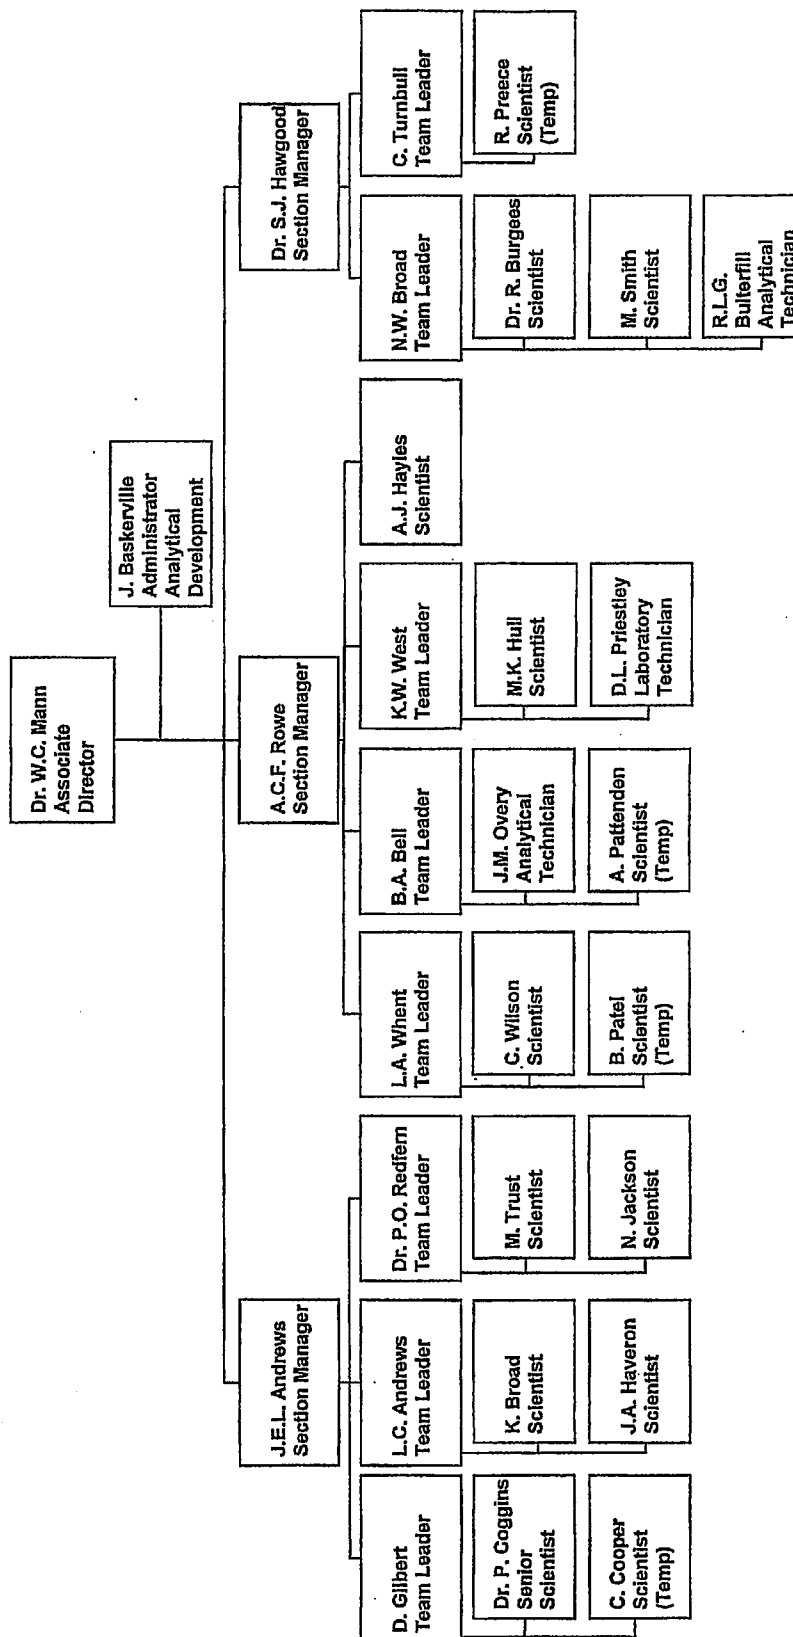 Dr. W.C. Mann
Associate
Director
J. Baskerville
Administrator
Analytical
Development
J.E.L. Andrews
Section Manager
A.C.F. Rowe
Section Manager
Dr. S.J. Hawgood
Section Manager
D. Gilbert
Team Leader
L.C. Andrews
Team Leader
Dr. P.O. Redfern
Team Leader
L.A. Whent
Team Leader
B.A. Bell
Team Leader
K.W. West
Team Leader
A.J. Hayles
Scientist
N.W. Broad
Team Leader
C. Turnbull
Team Leader
Dr. P. Coggins
Senior
Scientist
K. Broad
Scientist
M. Trust
Scientist
C. Wilson
Scientist
J.M. Overy
Analytical
Technician
M.K. Hull
Scientist
Dr. R. Burgees
Scientist
R. Preece
Scientist
(Temp)
C. Cooper
Scientist
(Temp)
J.A. Haveron
Scientist
N. Jackson
Scientist
B. Patel
Scientist
(Temp)
A. Pattenden
Scientist
(Temp)
D.L. Priestley
Laboratory
Technician
M. Smith
Scientist
R.L.G.
Bulterfill
Analytical
Technician